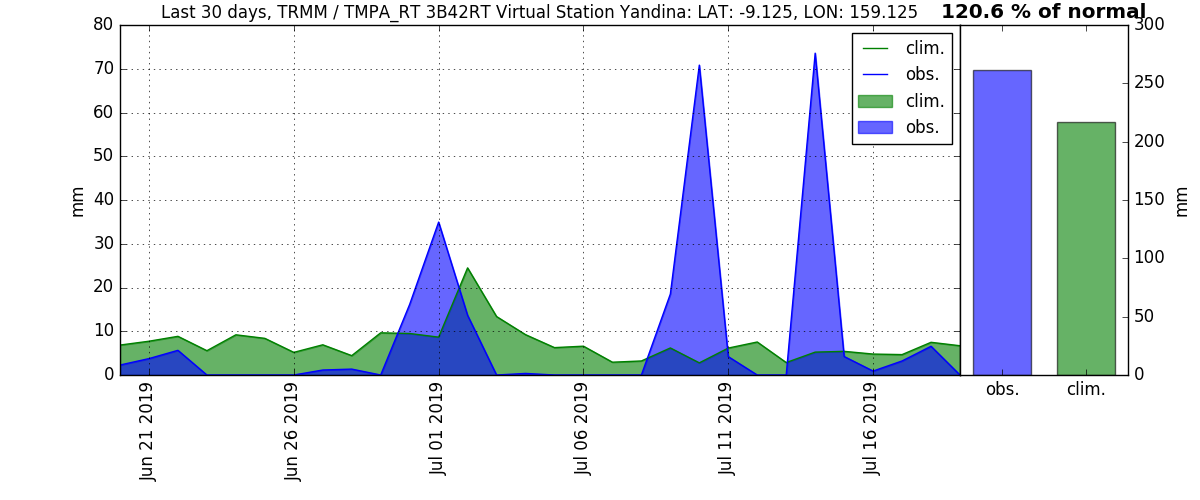 Last 30 days, TRMM / TMPA_RT 3B42RT Virtual Station Yandina: LAT: -9.125, LON: 159.125
120.6 % of normal
80
70
60
50
40
30
20
10
0
mm
clim.
obs.
clim.
obs.
Jun 21 2019
Jun 26 2019
Jul 01 2019
Jul 06 2019
Jul 11 2019
Jul 16 2019
300
250
200
150
100
50
0
mm
obs.
clim.